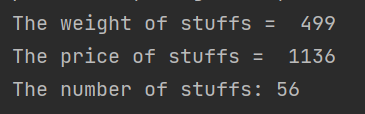 The weight of stuffs =  499
The price of stuffs =  1136
The number of stuffs: 56